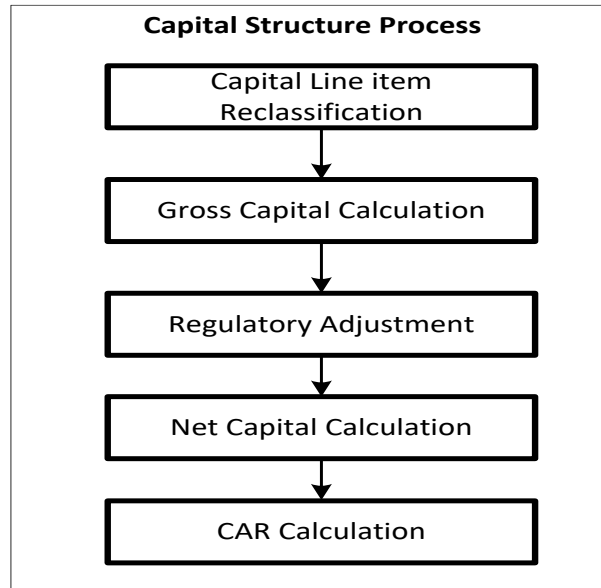 Capital Structure Process
Capital Line item
Reclassification
Gross Capital Calculation
Regulatory Adjustment
Net Capital Calculation
CAR Calculation